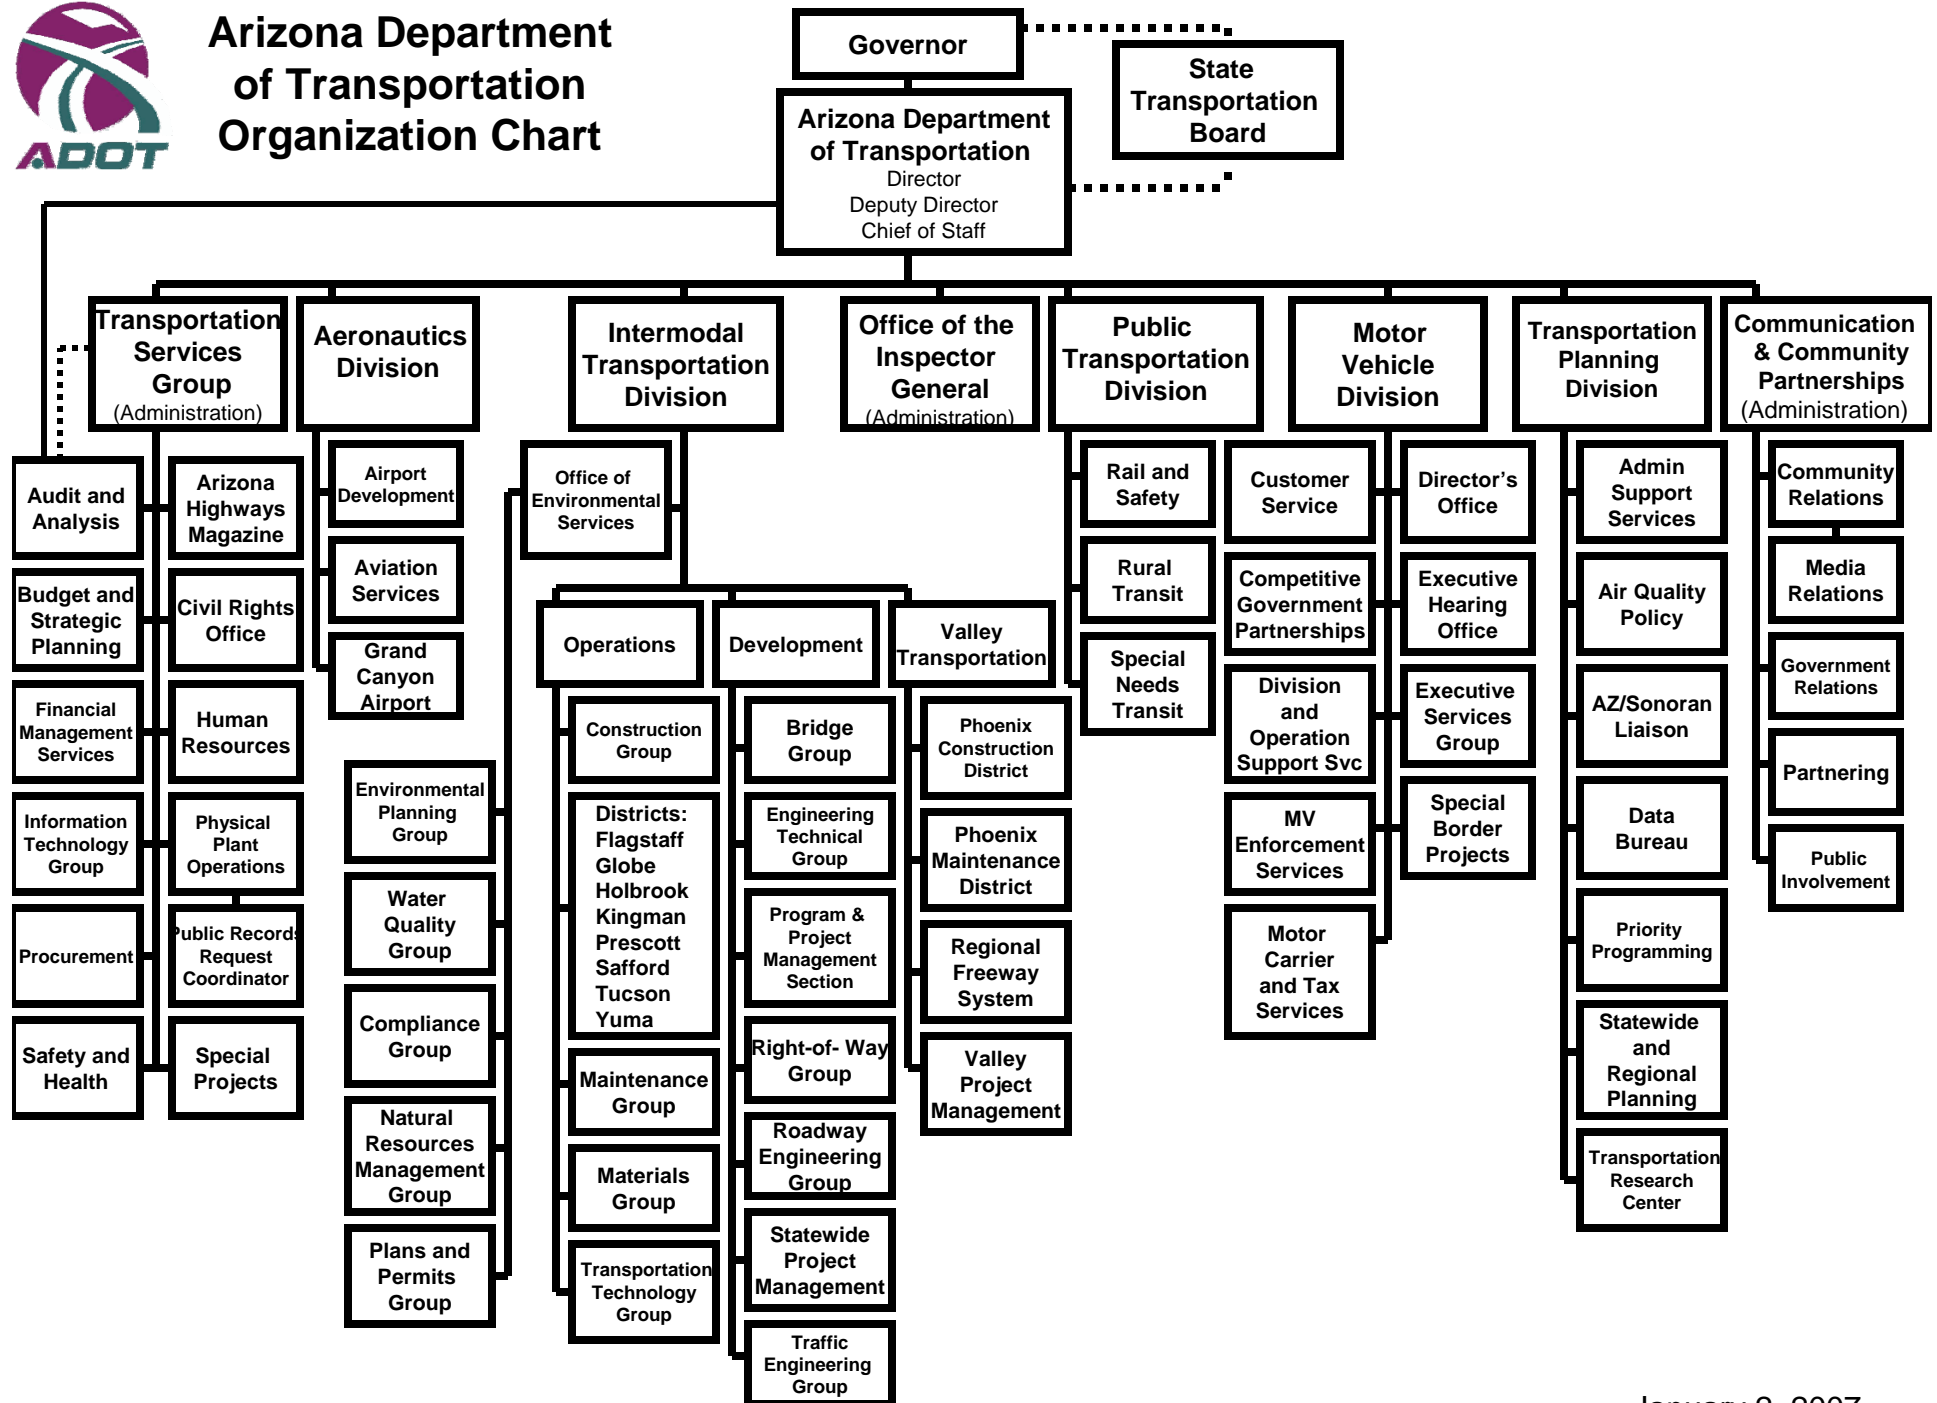 Arizona Department
of Transportation
Organization Chart
ADOT
Governor
State
Transportation
Board
Arizona Department
of Transportation
Director
Deputy Director
Chief of Staff
Transportation
Services
Group
(Administration)
Aeronautics
Division
Intermodal
Transportation
Division
Office of the
Inspector
General
(Administration)
Public
Transportation
Division
Motor
Vehicle
Division
Transportation
Planning
Division
Communication
& Community
Partnerships
(Administration)
Audit and
Analysis
Arizona
Highways
Magazine
Budget and
Strategic
Planning
Civil Rights
Office
Financial
Management
Services
Human
Resources
Information
Technology
Group
Physical
Plant
Operations
Procurement
Public Records
Request
Coordinator
Safety and
Health
Special
Projects
Airport
Development
Aviation
Services
Grand
Canyon
Airport
Office of
Environmental
Services
Environmental
Planning
Group
Water
Quality
Group
Compliance
Group
Natural
Resources
Management
Group
Plans and
Permits
Group
Operations
Construction
Group
Districts:
Flagstaff
Globe
Holbrook
Kingman
Prescott
Safford
Tucson
Yuma
Maintenance
Group
Materials
Group
Transportation
Technology
Group
Development
Bridge
Group
Engineering
Technical
Group
Program &
Project
Management
Section
Right-of- Way
Group
Roadway
Engineering
Group
Statewide
Project
Management
Traffic
Engineering
Group
Valley
Transportation
Phoenix
Construction
District
Phoenix
Maintenance
District
Regional
Freeway
System
Valley
Project
Management
Rail and
Safety
Rural
Transit
Special
Needs
Transit
Customer
Service
Director's
Office
Competitive
Government
Partnerships
Executive
Hearing
Office
Division
and
Operation
Support Svc
Executive
Services
Group
MV
Enforcement
Services
Special
Border
Projects
Motor
Carrier
and Tax
Services
Admin
Support
Services
Air Quality
Policy
AZ/Sonoran
Liaison
Data
Bureau
Priority
Programming
Statewide
and
Regional
Planning
Transportation
Research
Center
Community
Relations
Media
Relations
Government
Relations
Partnering
Public
Involvement
January 2, 2007